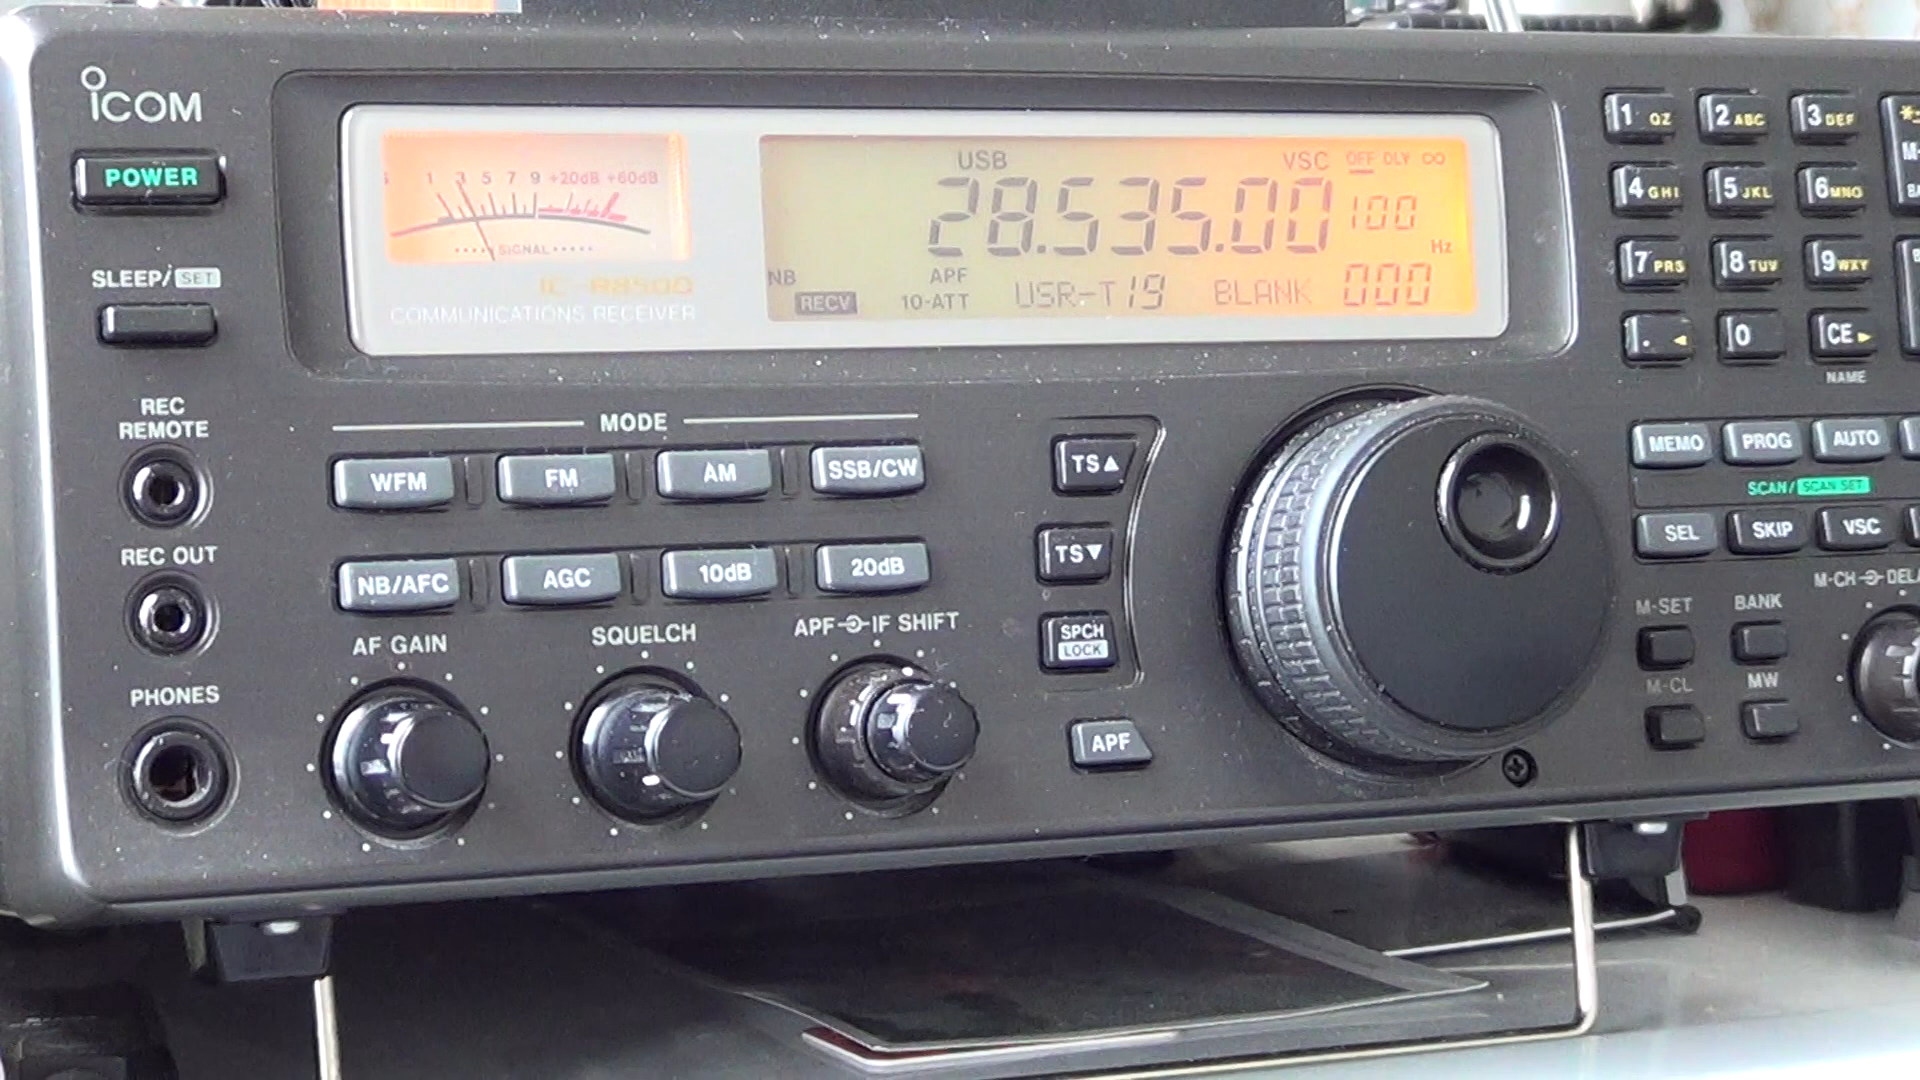 ICOM
POWER
SLEEP/SET
REC
REMOTE
REC OUT
PHONES
S 1 3 5 7 9 +20dB +60dB
SIGNAL
IC-R8500
COMMUNICATIONS RECEIVER
USB VSC OFF DLY ∞
28.535.00 100
Hz
NB APF
RECV 10-ATT USR-T19 BLANK 000
MODE
WFM FM AM SSB/CW
NB/AFC AGC 10dB 20dB
AF GAIN SQUELCH APF IF SHIFT
TS▲
TS▼
SPCH
LOCK
APF
1 QZ 2 ABC 3 DEF
4 GHI 5 JKL 6 MNO
7 PRS 8 TUV 9 WXY
. ◄ 0 CE ►
NAME
MEMO PROG AUTO
SCAN/SCAN SET
SEL SKIP VSC
M-CH DELA
M-SET BANK
M-CL MW